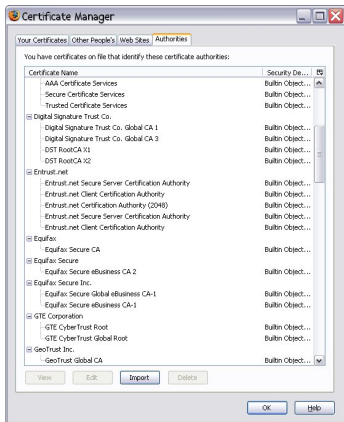 Certificate Manager
Your Certificates Other People's Web Sites Authorities
You have certificates on file that identify these certificate authorities:
Certificate Name Security De...
AAA Certificate Services Builtin Object...
Secure Certificate Services Builtin Object...
Trusted Certificate Services Builtin Object...
Digital Signature Trust Co.
Digital Signature Trust Co. Global CA 1 Builtin Object...
Digital Signature Trust Co. Global CA 3 Builtin Object...
DST RootCA X1 Builtin Object...
DST RootCA X2 Builtin Object...
Entrust.net
Entrust.net Secure Server Certification Authority Builtin Object...
Entrust.net Client Certification Authority Builtin Object...
Entrust.net Certification Authority (2048) Builtin Object...
Entrust.net Secure Server Certification Authority Builtin Object...
Entrust.net Client Certification Authority Builtin Object...
Equifax
Equifax Secure CA Builtin Object...
Equifax Secure
Equifax Secure eBusiness CA 2 Builtin Object...
Equifax Secure Inc.
Equifax Secure Global eBusiness CA-1 Builtin Object...
Equifax Secure eBusiness CA-1 Builtin Object...
GTE Corporation
GTE CyberTrust Root Builtin Object...
GTE CyberTrust Global Root Builtin Object...
GeoTrust Inc.
GeoTrust Global CA Builtin Object...
View Edit Import Delete
OK Help